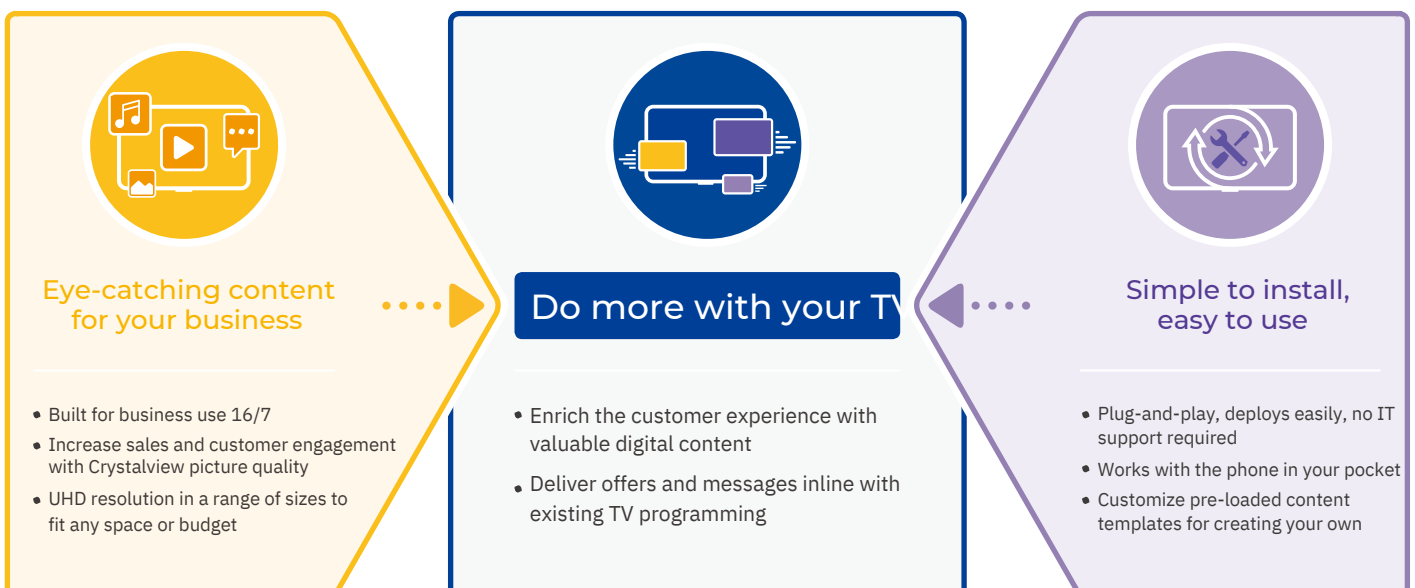 Eye-catching content
for your business
• Built for business use 16/7
• Increase sales and customer engagement
with Crystalview picture quality
• UHD resolution in a range of sizes to
fit any space or budget
Do more with your TV
• Enrich the customer experience with
valuable digital content
• Deliver offers and messages inline with
existing TV programming
Simple to install,
easy to use
• Plug-and-play, deploys easily, no IT
support required
• Works with the phone in your pocket
• Customize pre-loaded content
templates for creating your own